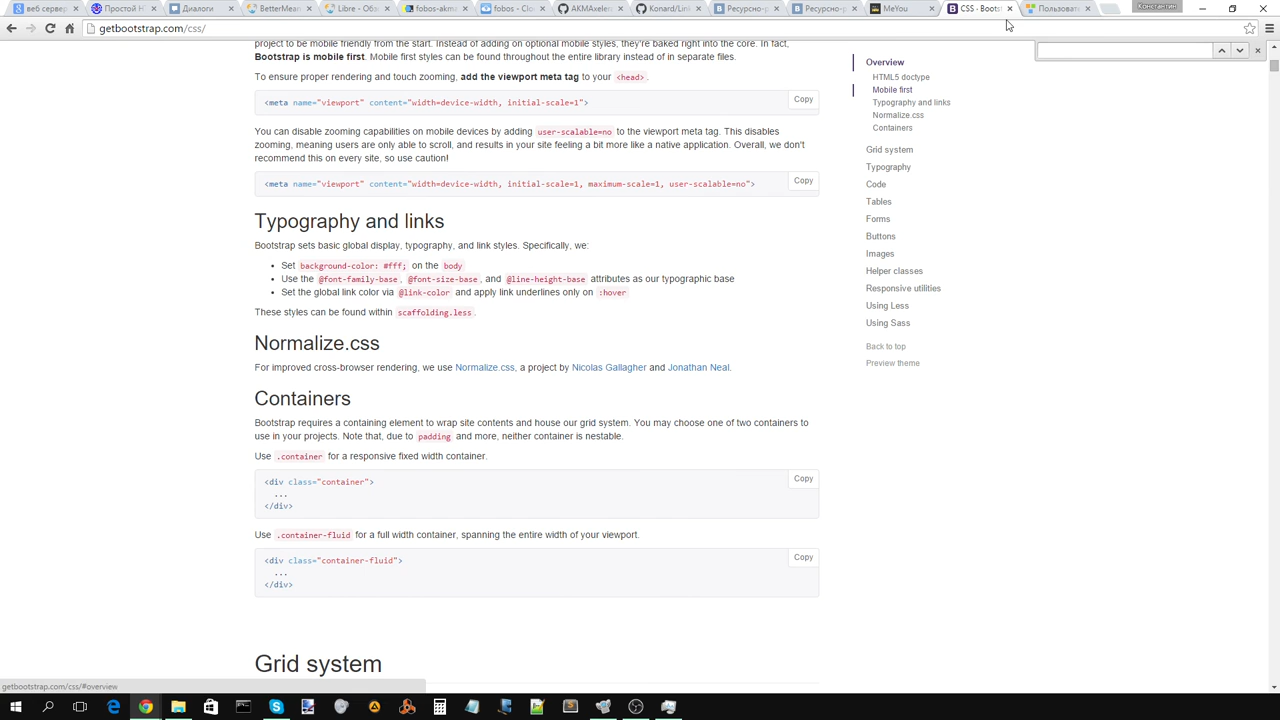 веб сервер
Простой H
Диалоги
BetterMean
Libre - Обз
fobos-akma
fobos - Clo
AKMAxelera
Konard/Link
Ресурсно-р
Ресурсно-р
MeYou
CSS · Bootst
Пользовате
Константин
getbootstrap.com/css/
project to be mobile friendly from the start. Instead of adding on optional mobile styles, they're baked right into the core. In fact,
Bootstrap is mobile first. Mobile first styles can be found throughout the entire library instead of in separate files.
To ensure proper rendering and touch zooming, add the viewport meta tag to your <head>.
<meta name="viewport" content="width=device-width, initial-scale=1">
Copy
You can disable zooming capabilities on mobile devices by adding user-scalable=no to the viewport meta tag. This disables
zooming, meaning users are only able to scroll, and results in your site feeling a bit more like a native application. Overall, we don't
recommend this on every site, so use caution!
<meta name="viewport" content="width=device-width, initial-scale=1, maximum-scale=1, user-scalable=no">
Copy
Typography and links
Bootstrap sets basic global display, typography, and link styles. Specifically, we:
• Set background-color: #fff; on the body
• Use the @font-family-base, @font-size-base, and @line-height-base attributes as our typographic base
• Set the global link color via @link-color and apply link underlines only on :hover
These styles can be found within scaffolding.less.
Normalize.css
For improved cross-browser rendering, we use Normalize.css, a project by Nicolas Gallagher and Jonathan Neal.
Containers
Bootstrap requires a containing element to wrap site contents and house our grid system. You may choose one of two containers to
use in your projects. Note that, due to padding and more, neither container is nestable.
Use .container for a responsive fixed width container.
<div class="container">
...
</div>
Copy
Use .container-fluid for a full width container, spanning the entire width of your viewport.
<div class="container-fluid">
...
</div>
Copy
Grid system
Overview
HTML5 doctype
Mobile first
Typography and links
Normalize.css
Containers
Grid system
Typography
Code
Tables
Forms
Buttons
Images
Helper classes
Responsive utilities
Using Less
Using Sass
Back to top
Preview theme
getbootstrap.com/css/#overview